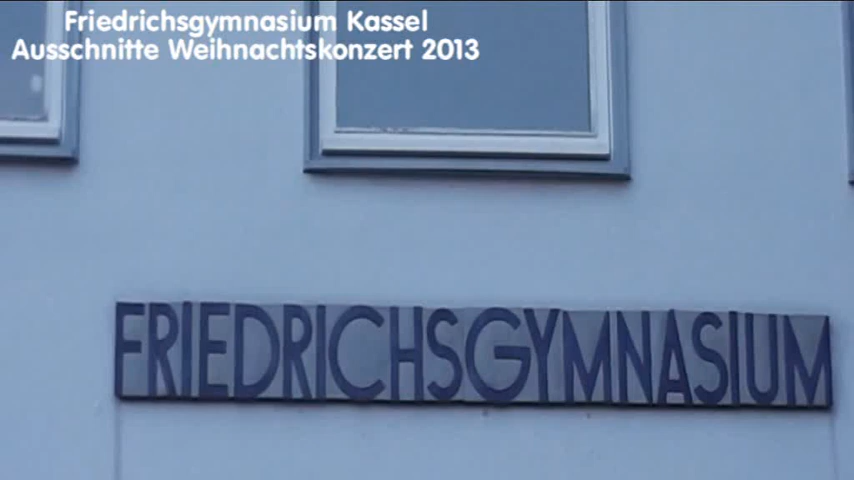 Friedrichsgymnasium Kassel
Ausschnitte Weihnachtskonzert 2013
FRIEDRICHSGYMNASIUM